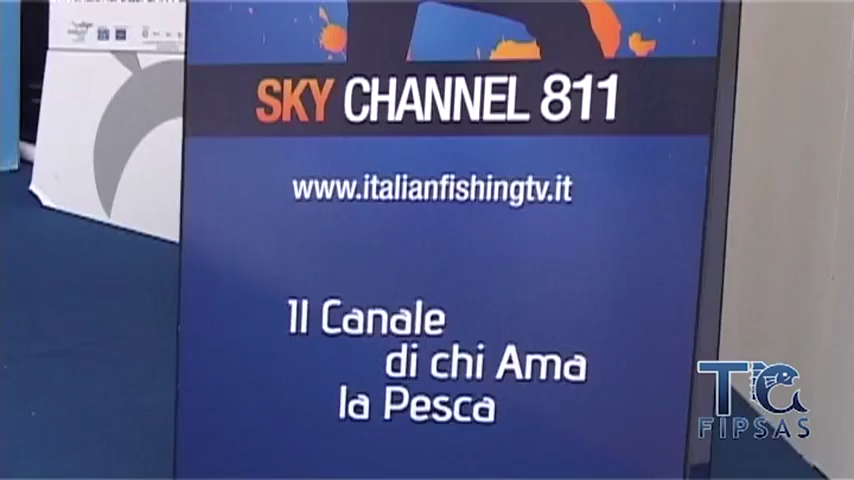 SKY CHANNEL 811
www.italianfishingtv.it
Il Canale
di chi Ama
la Pesca
TG
FIPSAS